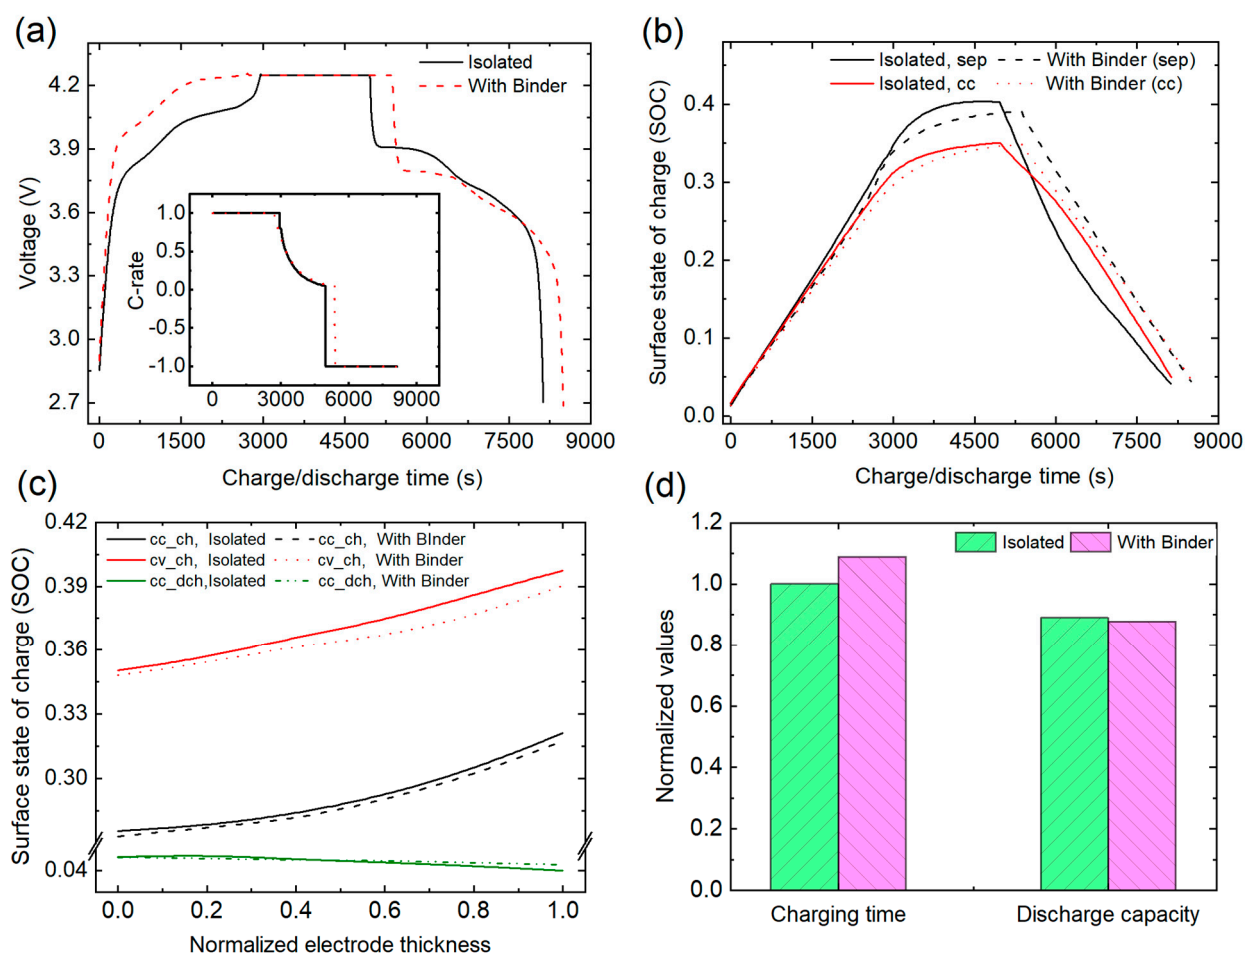 (a)
Isolated
With Binder
4.2
3.9
3.6
3.3
3.0
2.7
Voltage (V)
1.0
0.5
0.0
-0.5
-1.0
C-rate
0 3000 6000 9000
0 1500 3000 4500 6000 7500 9000
Charge/discharge time (s)
(b)
Isolated, sep
With Binder (sep)
Isolated, cc
With Binder (cc)
0.4
0.3
0.2
0.1
0.0
Surface state of charge (SOC)
0 1500 3000 4500 6000 7500 9000
Charge/discharge time (s)
(c)
cc_ch, Isolated
cc_ch, With BInder
cv_ch, Isolated
cv_ch, With Binder
cc_dch,Isolated
cc_dch, With Binder
0.42
0.39
0.36
0.33
0.30
0.04
Surface state of charge (SOC)
0.0 0.2 0.4 0.6 0.8 1.0
Normalized electrode thickness
(d)
Isolated
With Binder
1.2
1.0
0.8
0.6
0.4
0.2
0.0
Normalized values
Charging time
Discharge capacity